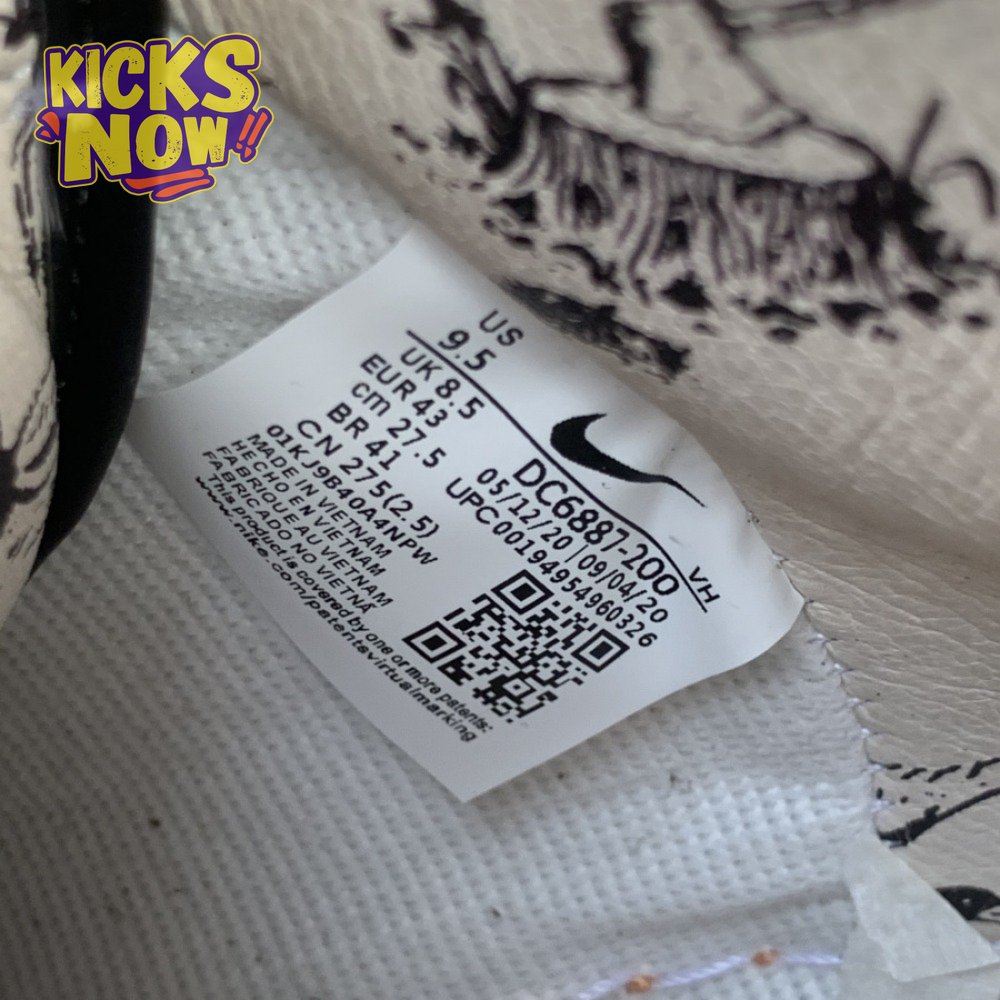 KICKS
NOW!!
US
9.5
UK 8.5
EUR 43
cm 27.5
BR 41
CN 275(2.5)
01KJ9B40A4NPW
MADE IN VIETNAM
HECHO EN VIETNAM
FABRIQUE AU VIETNAM
FABRICADO NO VIETNÃ
This product is covered by one or more patents:
www.nike.com/patentsvirtualmarking
DC6887-200 VH
05/12/20 | 09/04/20
UPC 00194954960326